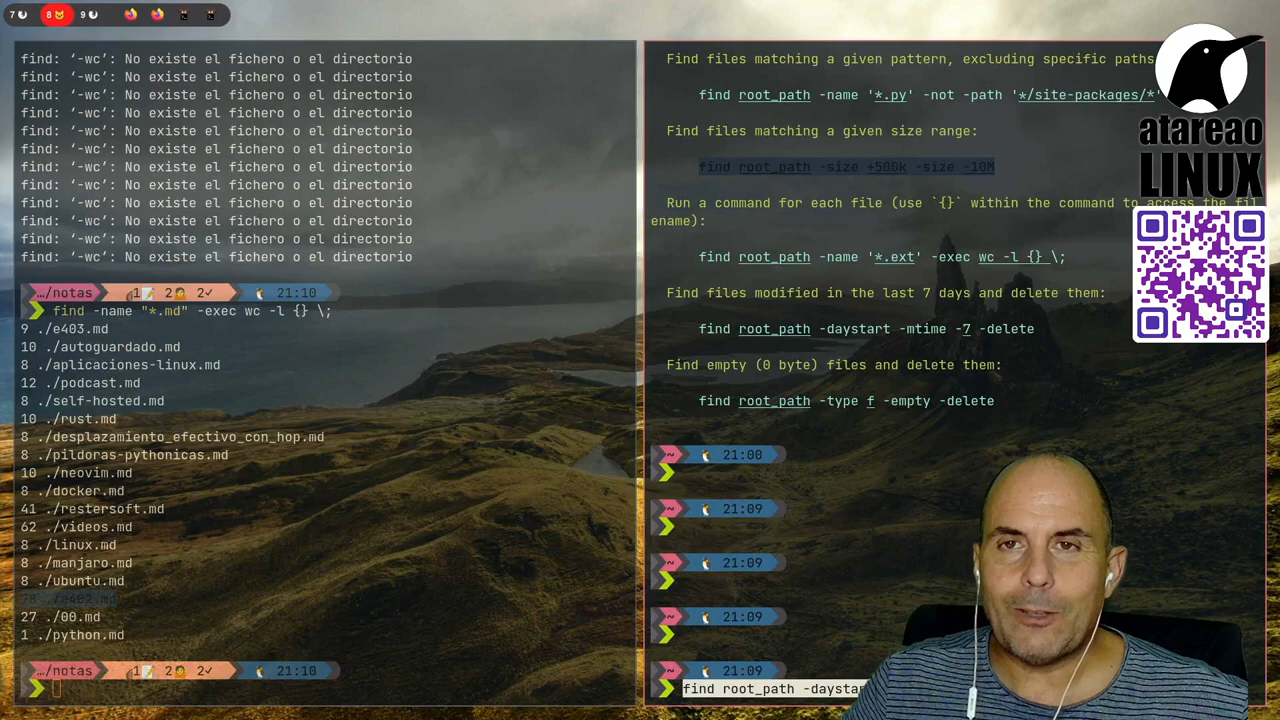 7 8 9
find: ‘-wc’: No existe el fichero o el directorio
find: ‘-wc’: No existe el fichero o el directorio
find: ‘-wc’: No existe el fichero o el directorio
find: ‘-wc’: No existe el fichero o el directorio
find: ‘-wc’: No existe el fichero o el directorio
find: ‘-wc’: No existe el fichero o el directorio
find: ‘-wc’: No existe el fichero o el directorio
find: ‘-wc’: No existe el fichero o el directorio
find: ‘-wc’: No existe el fichero o el directorio
find: ‘-wc’: No existe el fichero o el directorio
find: ‘-wc’: No existe el fichero o el directorio
find: ‘-wc’: No existe el fichero o el directorio
…/notas 1 2 2✓ 21:10
find -name "*.md" -exec wc -l {} \;
9 ./e403.md
10 ./autoguardado.md
8 ./aplicaciones-linux.md
12 ./podcast.md
8 ./self-hosted.md
10 ./rust.md
8 ./desplazamiento_efectivo_con_hop.md
8 ./pildoras-pythonicas.md
10 ./neovim.md
8 ./docker.md
41 ./restersoft.md
62 ./videos.md
8 ./linux.md
8 ./manjaro.md
8 ./ubuntu.md
78 ./e402.md
27 ./00.md
1 ./python.md
…/notas 1 2 2✓ 21:10
Find files matching a given pattern, excluding specific paths
find root_path -name '*.py' -not -path '*/site-packages/*'
Find files matching a given size range:
find root_path -size +500k -size -10M
Run a command for each file (use `{}` within the command to access the fil
ename):
find root_path -name '*.ext' -exec wc -l {} \;
Find files modified in the last 7 days and delete them:
find root_path -daystart -mtime -7 -delete
Find empty (0 byte) files and delete them:
find root_path -type f -empty -delete
~ 21:00
~ 21:09
~ 21:09
~ 21:09
~ 21:09
find root_path -daystar
atareao
LINUX